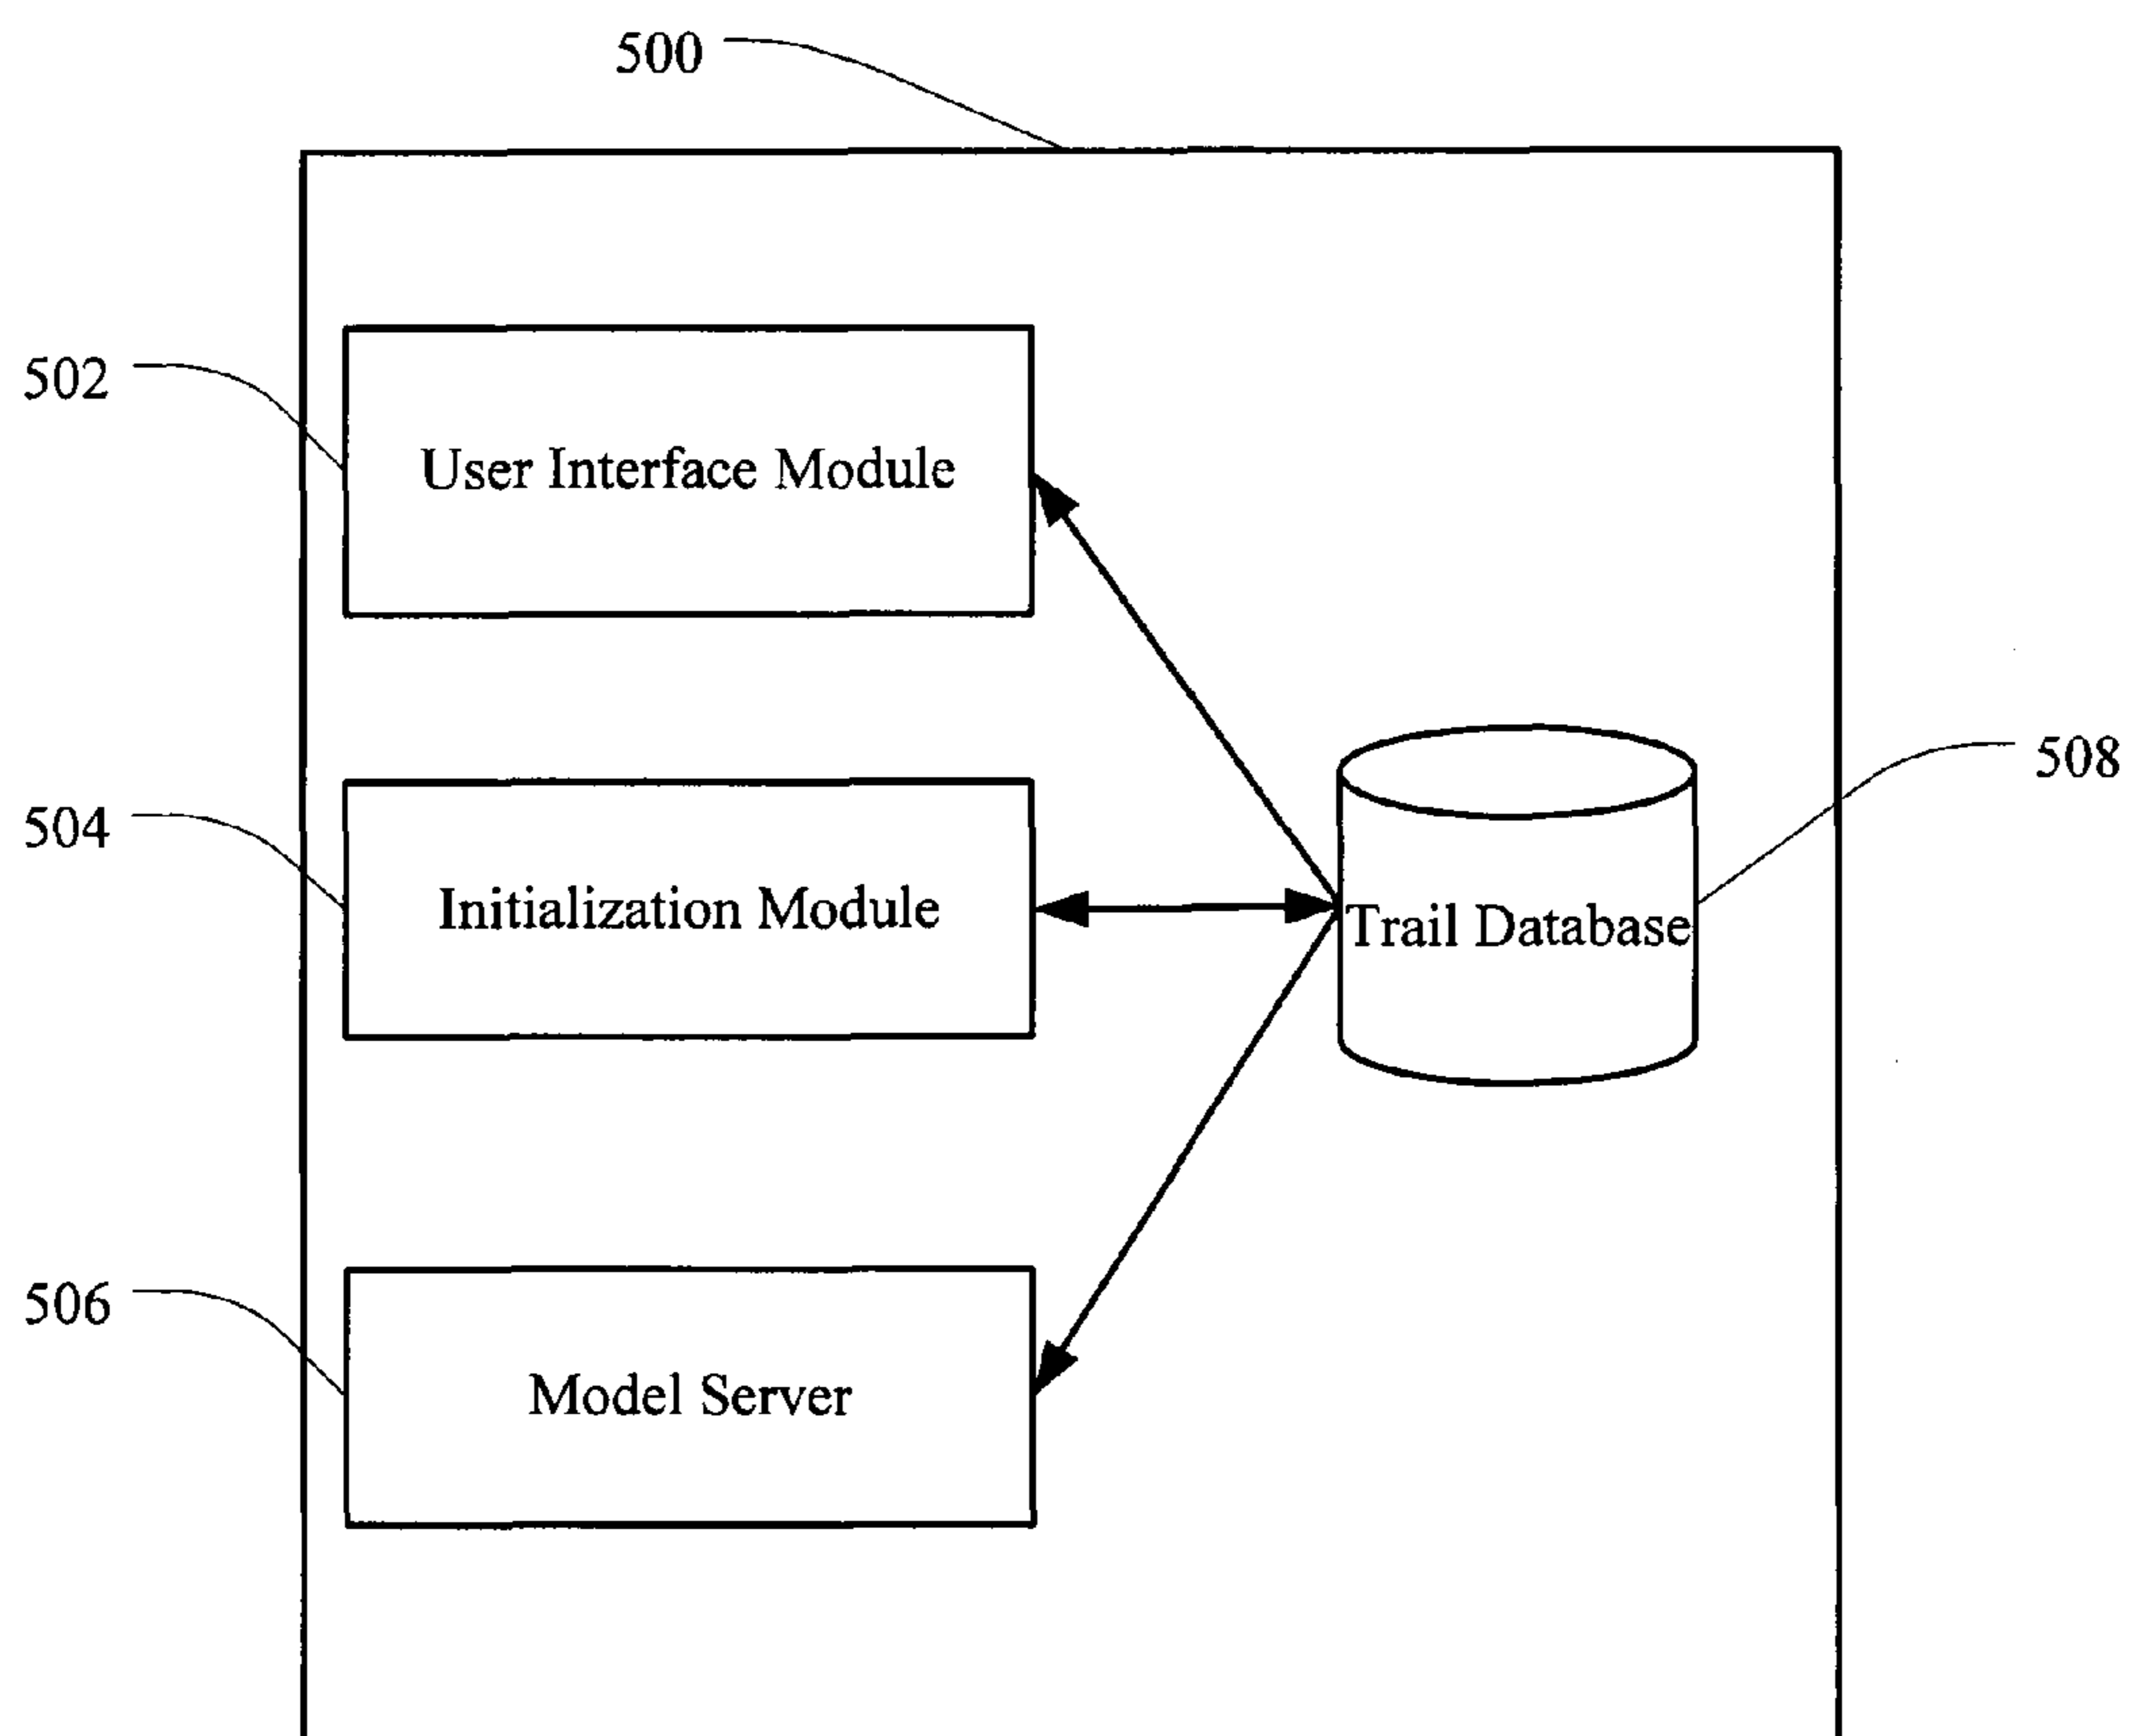 500
502
User Interface Module
508
504
Initialization Module
Trail Database
506
Model Server